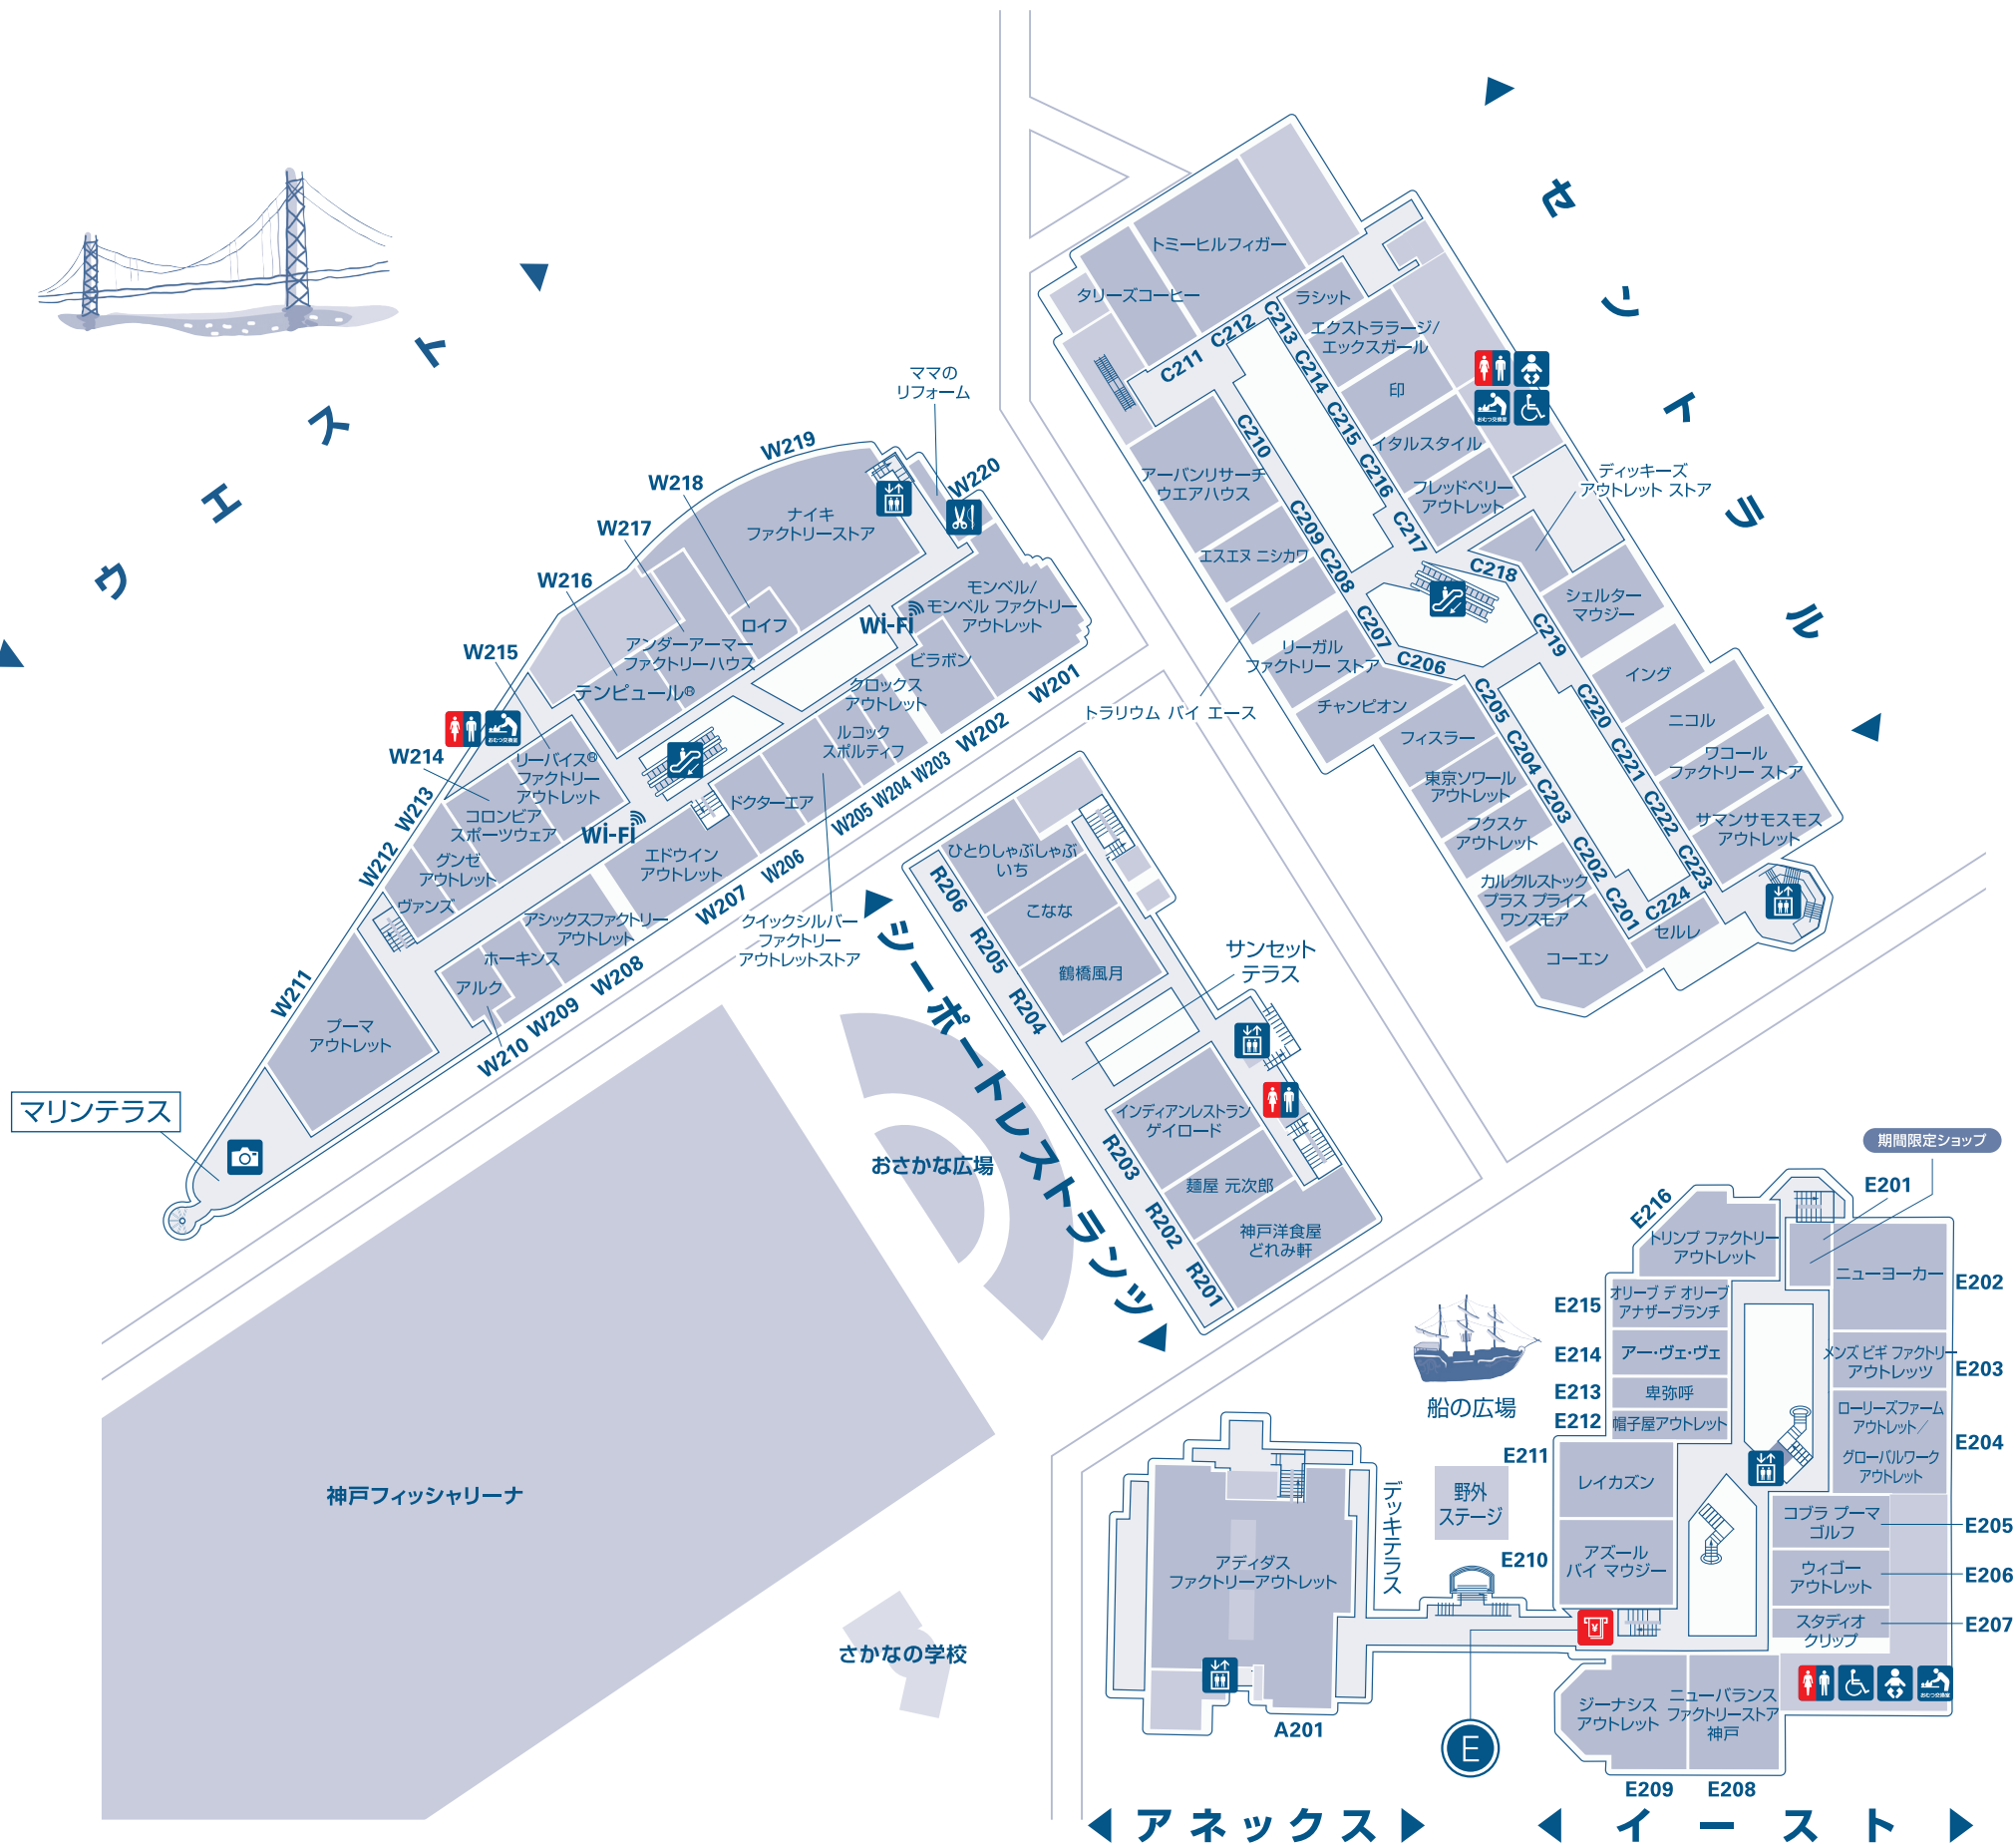 ウエスト
セントラル
シーポートレストランツ
アネックス
イースト
ママの
リフォーム
W219
W220
W218
W217
W216
W215
W214
W213
W212
W211
W210
W209
W208
W207
W206
W205
W204
W203
W202
W201
ナイキ
ファクトリーストア
モンベル/
モンベル ファクトリー
アウトレット
Wi-Fi
ロイフ
アンダーアーマー
ファクトリーハウス
テンピュール®
ビラボン
クロックス
アウトレット
ルコック
スポルティフ
ドクターエア
リーバイス®
ファクトリー
アウトレット
コロンビア
スポーツウェア
Wi-Fi
グンゼ
アウトレット
ヴァンズ
エドウイン
アウトレット
アシックスファクトリー
アウトレット
ホーキンス
アルク
クイックシルバー
ファクトリー
アウトレットストア
プーマ
アウトレット
マリンテラス
おむつ交換室
トミーヒルフィガー
タリーズコーヒー
ラシット
エクストララージ/
エックスガール
印
イタルスタイル
フレッドペリー
アウトレット
ディッキーズ
アウトレット ストア
アーバンリサーチ
ウエアハウス
エスエヌ ニシカワ
トラリウム バイ エース
リーガル
ファクトリー ストア
チャンピオン
シェルター
マウジー
イング
ニコル
ワコール
ファクトリー ストア
サマンサモスモス
アウトレット
フィスラー
東京ソワール
アウトレット
フクスケ
アウトレット
カルクルストック
プラス プライス
ワンスモア
コーエン
セルレ
おむつ交換室
C201
C202
C203
C204
C205
C206
C207
C208
C209
C210
C211
C212
C213
C214
C215
C216
C217
C218
C219
C220
C221
C222
C223
C224
ひとりしゃぶしゃぶ
いち
こなな
鶴橋風月
サンセット
テラス
インディアンレストラン
ゲイロード
麺屋 元次郎
神戸洋食屋
どれみ軒
R206
R205
R204
R203
R202
R201
おさかな広場
神戸フィッシャリーナ
さかなの学校
船の広場
野外
ステージ
デッキテラス
アディダス
ファクトリーアウトレット
A201
E
期間限定ショップ
E201
E216
トリンプ ファクトリー
アウトレット
ニューヨーカー
E202
E215
オリーブ デ オリーブ
アナザーブランチ
E214
アー・ヴェ・ヴェ
メンズ ビギ ファクトリー
アウトレッツ
E203
E213
卑弥呼
E212
帽子屋アウトレット
ローリーズファーム
アウトレット/
グローバルワーク
アウトレット
E204
E211
レイカズン
コブラ プーマ
ゴルフ
E205
E210
アズール
バイ マウジー
ウィゴー
アウトレット
E206
スタディオ
クリップ
E207
ジーナシス
アウトレット
ニューバランス
ファクトリーストア
神戸
おむつ交換室
E209
E208